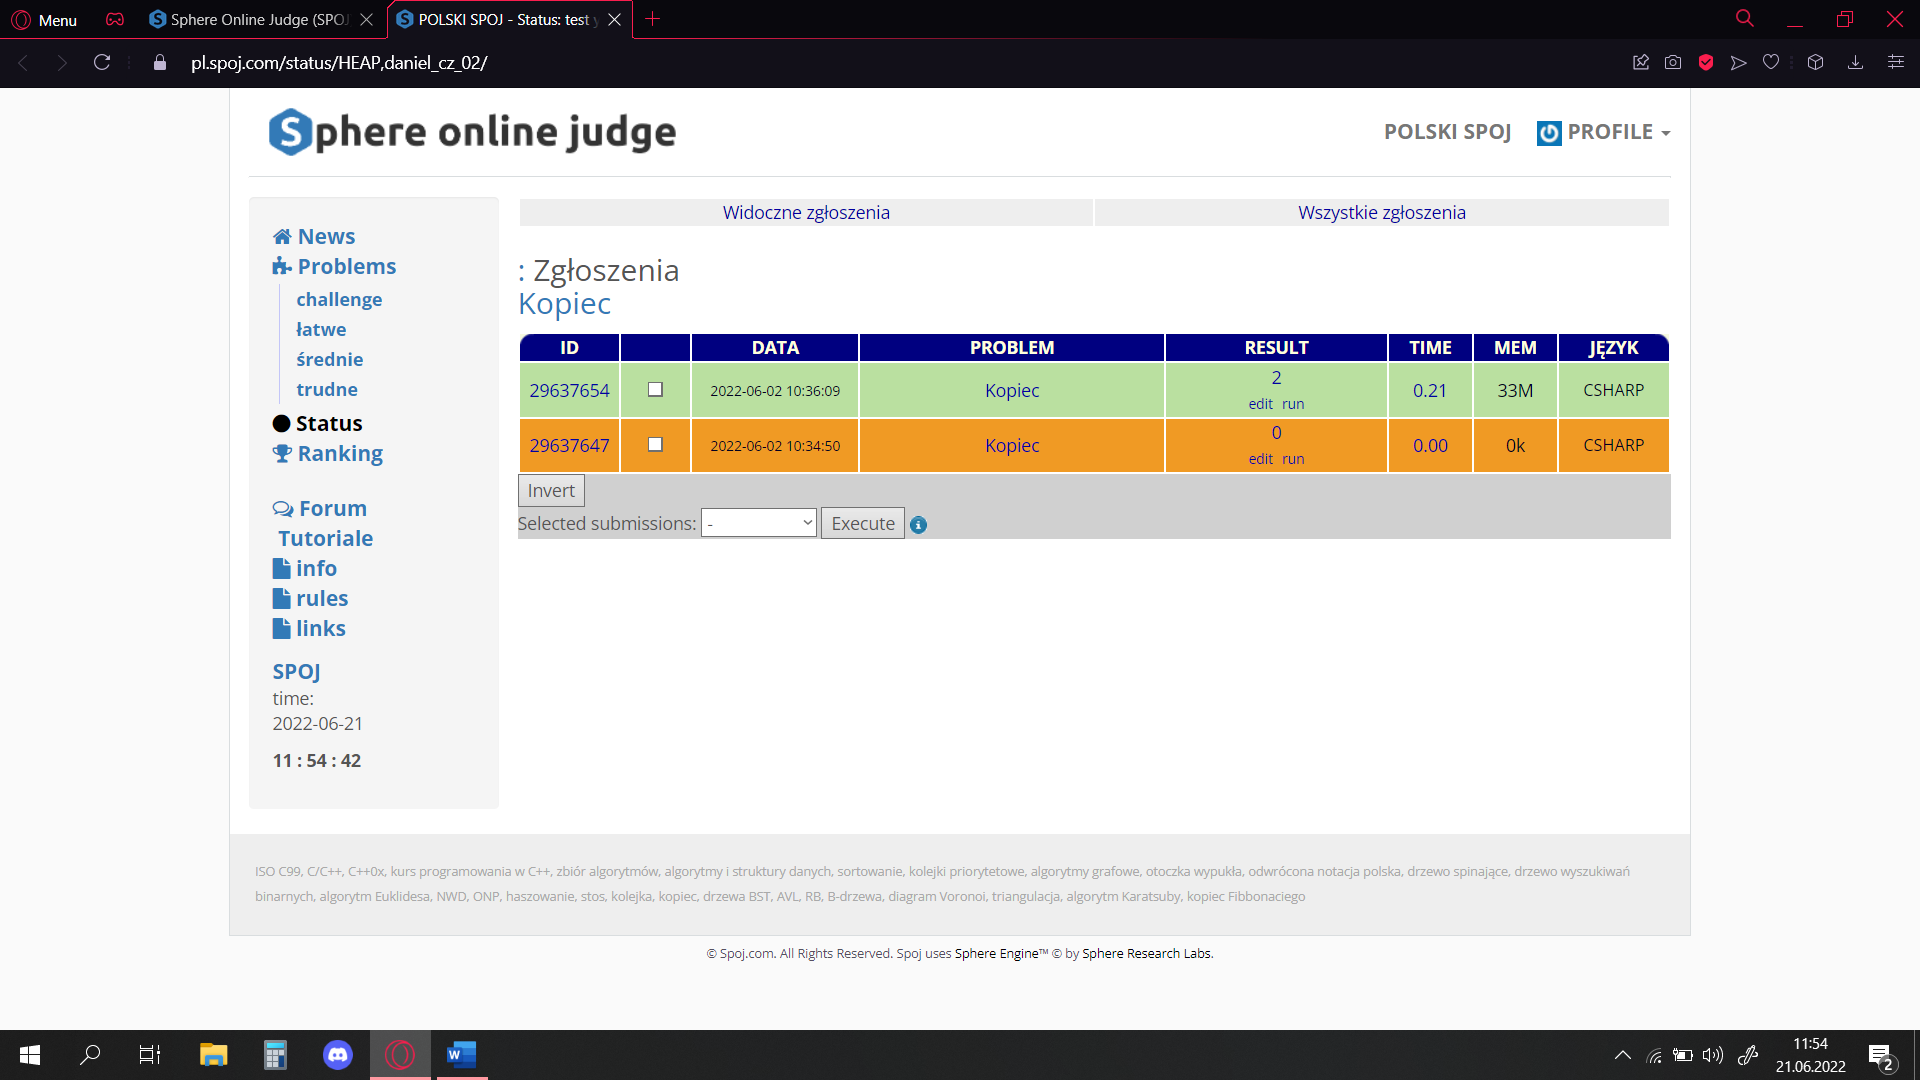 Menu
Sphere Online Judge (SPOJ
POLSKI SPOJ - Status: test y
pl.spoj.com/status/HEAP,daniel_cz_02/
Sphere online judge
POLSKI SPOJ
PROFILE
News
Problems
challenge
łatwe
średnie
trudne
Status
Ranking
Forum
Tutoriale
info
rules
links
SPOJ
time:
2022-06-21
11 : 54 : 42
Widoczne zgłoszenia Wszystkie zgłoszenia
: Zgłoszenia
Kopiec
ID DATA PROBLEM RESULT TIME MEM JĘZYK
29637654 2022-06-02 10:36:09 Kopiec 2 edit run 0.21 33M CSHARP
29637647 2022-06-02 10:34:50 Kopiec 0 edit run 0.00 0k CSHARP
Invert
Selected submissions: - Execute
ISO C99, C/C++, C++0x, kurs programowania w C++, zbiór algorytmów, algorytmy i struktury danych, sortowanie, kolejki priorytetowe, algorytmy grafowe, otoczka wypukła, odwrócona notacja polska, drzewo spinające, drzewo wyszukiwań
binarnych, algorytm Euklidesa, NWD, ONP, haszowanie, stos, kolejka, kopiec, drzewa BST, AVL, RB, B-drzewa, diagram Voronoi, triangulacja, algorytm Karatsuby, kopiec Fibbonaciego
© Spoj.com. All Rights Reserved. Spoj uses Sphere Engine™ © by Sphere Research Labs.
11:54
21.06.2022
2